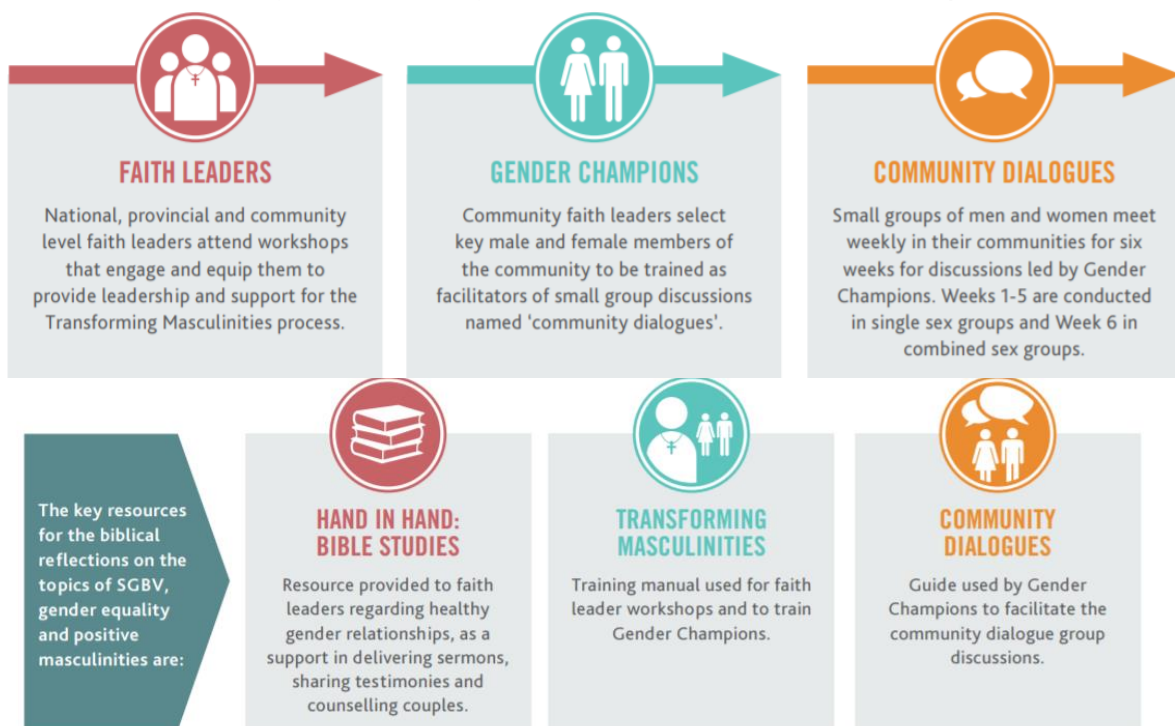 FAITH LEADERS
National, provincial and community
level faith leaders attend workshops
that engage and equip them to
provide leadership and support for the
Transforming Masculinities process.
GENDER CHAMPIONS
Community faith leaders select
key male and female members of
the community to be trained as
facilitators of small group discussions
named 'community dialogues'.
COMMUNITY DIALOGUES
Small groups of men and women meet
weekly in their communities for six
weeks for discussions led by Gender
Champions. Weeks 1-5 are conducted
in single sex groups and Week 6 in
combined sex groups.
The key resources
for the biblical
reflections on the
topics of SGBV,
gender equality
and positive
masculinities are:
HAND IN HAND:
BIBLE STUDIES
Resource provided to faith
leaders regarding healthy
gender relationships, as a
support in delivering sermons,
sharing testimonies and
counselling couples.
TRANSFORMING
MASCULINITIES
Training manual used for faith
leader workshops and to train
Gender Champions.
COMMUNITY
DIALOGUES
Guide used by Gender
Champions to facilitate the
community dialogue group
discussions.